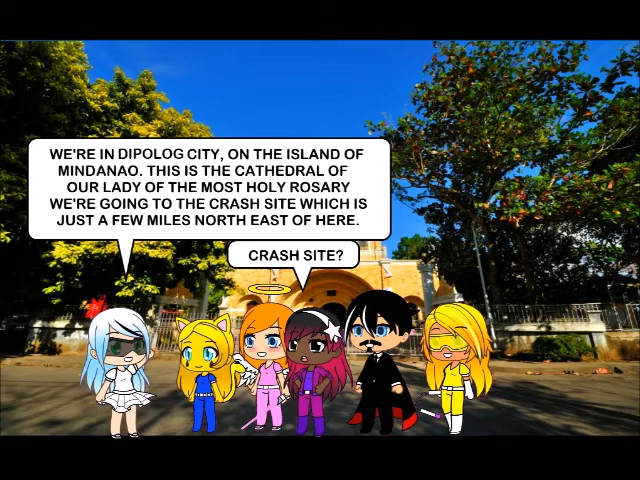 WE'RE IN DIPOLOG CITY, ON THE ISLAND OF
MINDANAO. THIS IS THE CATHEDRAL OF
OUR LADY OF THE MOST HOLY ROSARY
WE'RE GOING TO THE CRASH SITE WHICH IS
JUST A FEW MILES NORTH EAST OF HERE.
CRASH SITE?